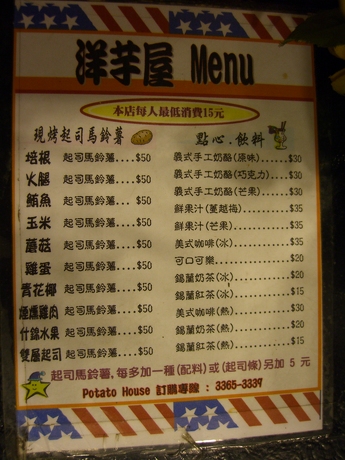 洋芋屋 Menu
本店每人最低消費15元
現烤起司馬鈴薯
培根 起司馬鈴薯....$50
火腿 起司馬鈴薯....$50
鮪魚 起司馬鈴薯....$50
玉米 起司馬鈴薯....$50
蘑菇 起司馬鈴薯....$50
雞蛋 起司馬鈴薯....$50
青花椰 起司馬鈴薯...$50
煙燻雞肉 起司馬鈴薯..$50
什錦水果 起司馬鈴薯..$50
雙層起司 起司馬鈴薯..$50
點心.飲料
義式手工奶酪(原味)......$30
義式手工奶酪(巧克力).$30
義式手工奶酪(芒果)...$30
鮮果汁(蔓越梅)....$35
鮮果汁(芒果)......$35
美式咖啡(冰)......$35
可口可樂..........$20
錫蘭奶茶(冰)......$20
錫蘭紅茶(冰)......$15
美式咖啡(熱)......$30
錫蘭奶茶(熱)......$20
錫蘭紅茶(熱)......$15
起司馬鈴薯,每多加一種(配料)或(起司條)另加 5 元
Potato House 訂購專線 : 3365-3339